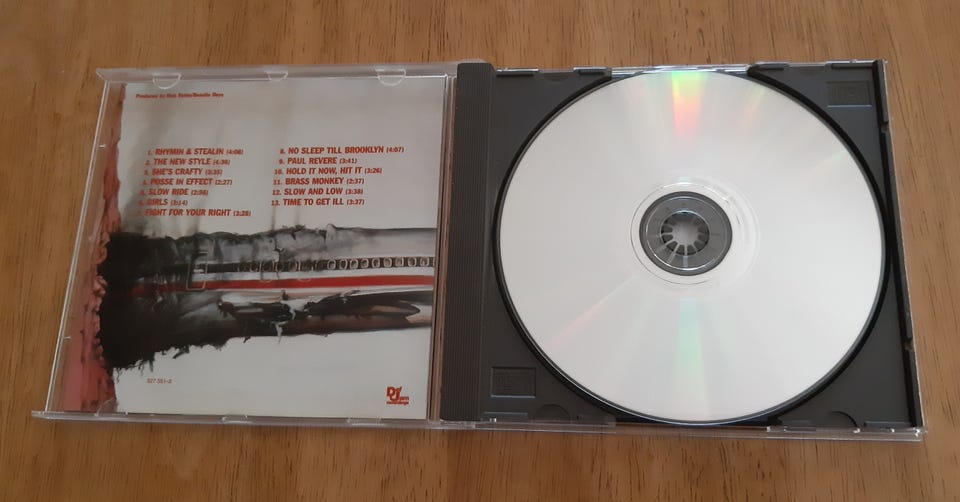 Produced by Rick Rubin/Beastie Boys
1. RHYMIN & STEALIN (4:08)
2. THE NEW STYLE (4:36)
3. SHE'S CRAFTY (3:35)
4. POSSE IN EFFECT (2:27)
5. SLOW RIDE (2:56)
6. GIRLS (3:14)
7. FIGHT FOR YOUR RIGHT (3:28)
8. NO SLEEP TILL BROOKLYN (4:07)
9. PAUL REVERE (3:41)
10. HOLD IT NOW, HIT IT (3:26)
11. BRASS MONKEY (2:37)
12. SLOW AND LOW (3:38)
13. TIME TO GET ILL (3:37)
527 351-2
DEF JAM
recordings